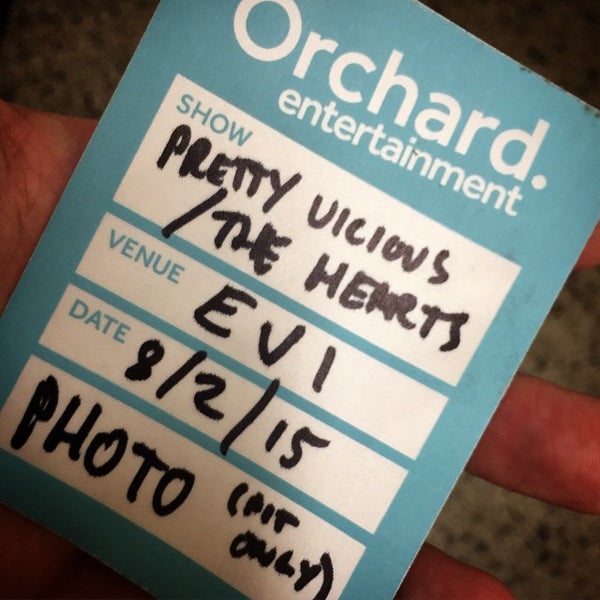 Orchard.
entertainment
SHOW
PRETTY VICIOUS
/THE HEARTS
VENUE
EVI
DATE
8/2/15
PHOTO (PIT
ONLY)